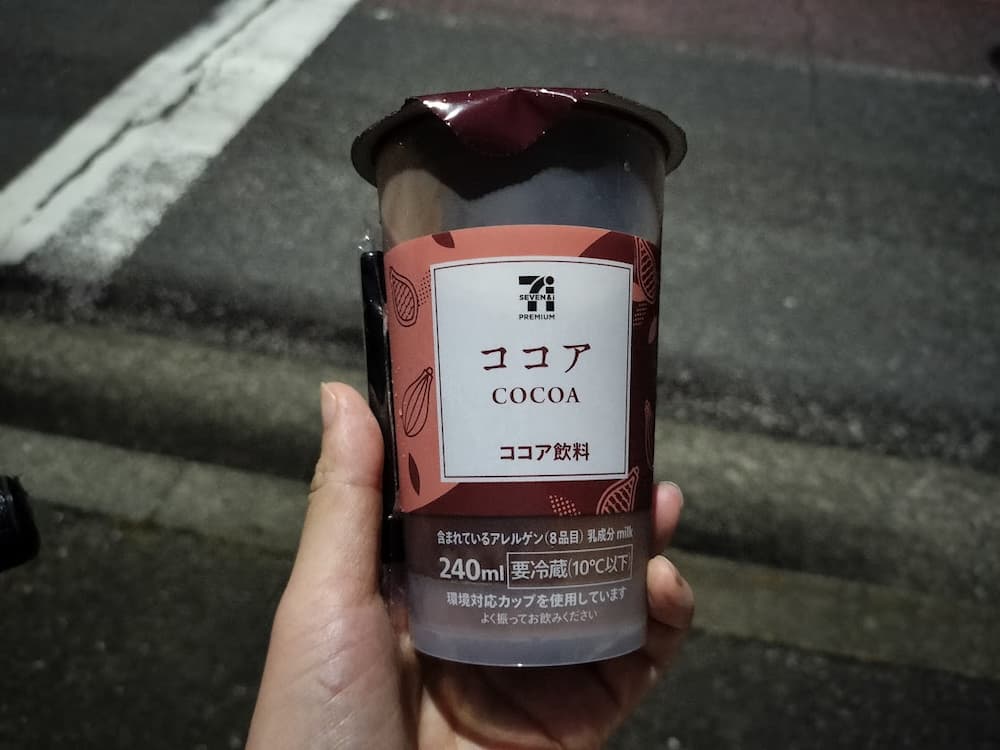 SEVEN&i
PREMIUM
ココア
COCOA
ココア飲料
含まれているアレルゲン(8品目) 乳成分 milk
240ml 要冷蔵(10℃以下)
環境対応カップを使用しています
よく振ってお飲みください